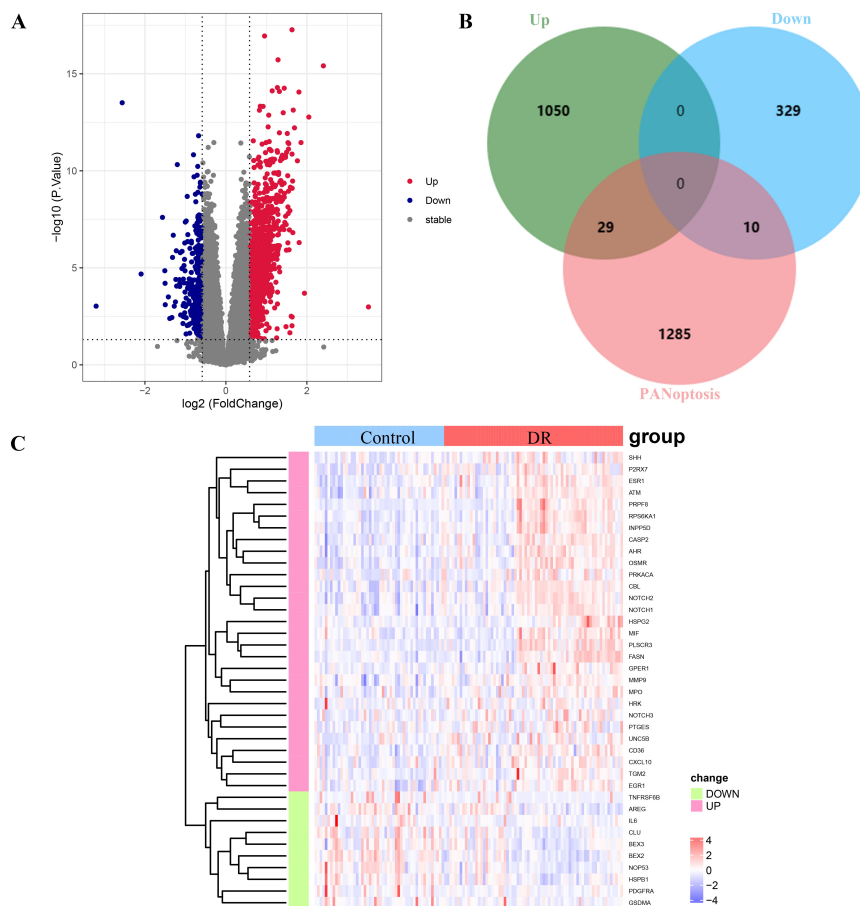 A
15
10
5
0
−log10 (P.Value)
−2
0
2
log2 (FoldChange)
Up
Down
stable
B
Up
Down
1050
0
329
0
29
10
1285
PANoptosis
C
Control
DR
group
SHH
P2RX7
ESR1
ATM
PRPF8
RPS6KA1
INPP5D
CASP2
AHR
OSMR
PRKACA
CBL
NOTCH2
NOTCH1
HSPG2
MIF
PLSCR3
FASN
GPER1
MMP9
MPO
HRK
NOTCH3
PTGES
UNC5B
CD36
CXCL10
TGM2
EGR1
TNFRSF6B
AREG
IL6
CLU
BEX3
BEX2
NOP53
HSPB1
PDGFRA
GSDMA
change
DOWN
UP
4
2
0
−2
−4